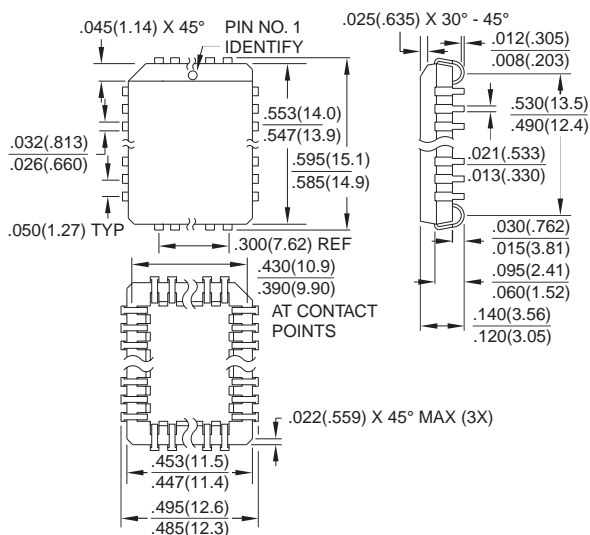 .045(1.14) X 45°
PIN NO. 1
IDENTIFY
.025(.635) X 30° - 45°
.012(.305)
.008(.203)
.553(14.0)
.547(13.9)
.595(15.1)
.585(14.9)
.032(.813)
.026(.660)
.530(13.5)
.490(12.4)
.021(.533)
.013(.330)
.050(1.27) TYP
.300(7.62) REF
.430(10.9)
.390(9.90)
AT CONTACT
POINTS
.030(.762)
.015(3.81)
.095(2.41)
.060(1.52)
.140(3.56)
.120(3.05)
.022(.559) X 45° MAX (3X)
.453(11.5)
.447(11.4)
.495(12.6)
.485(12.3)